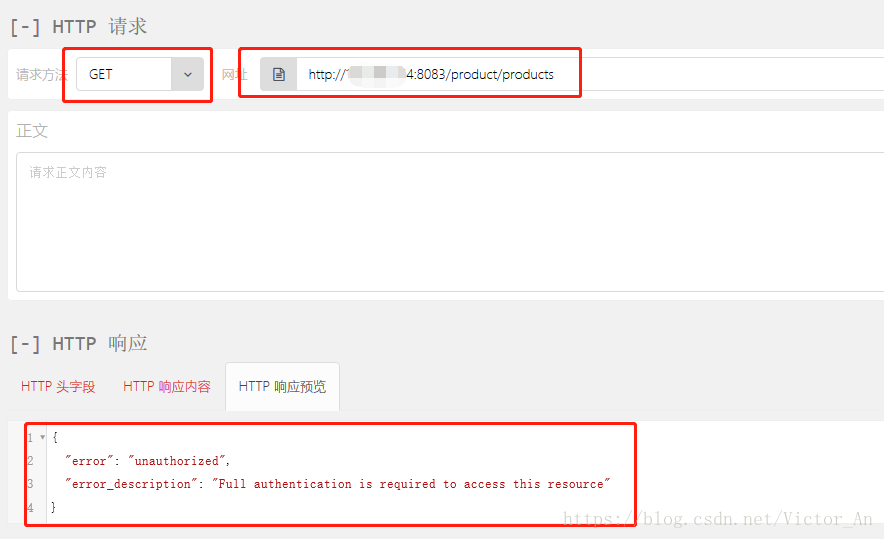 [-] HTTP 请求
请求方法 GET 网址 http://1 4:8083/product/products
正文
请求正文内容
[-] HTTP 响应
HTTP 头字段 HTTP 响应内容 HTTP 响应预览
1 {
2 "error": "unauthorized",
3 "error_description": "Full authentication is required to access this resource"
4 }
https://blog.csdn.net/Victor_An